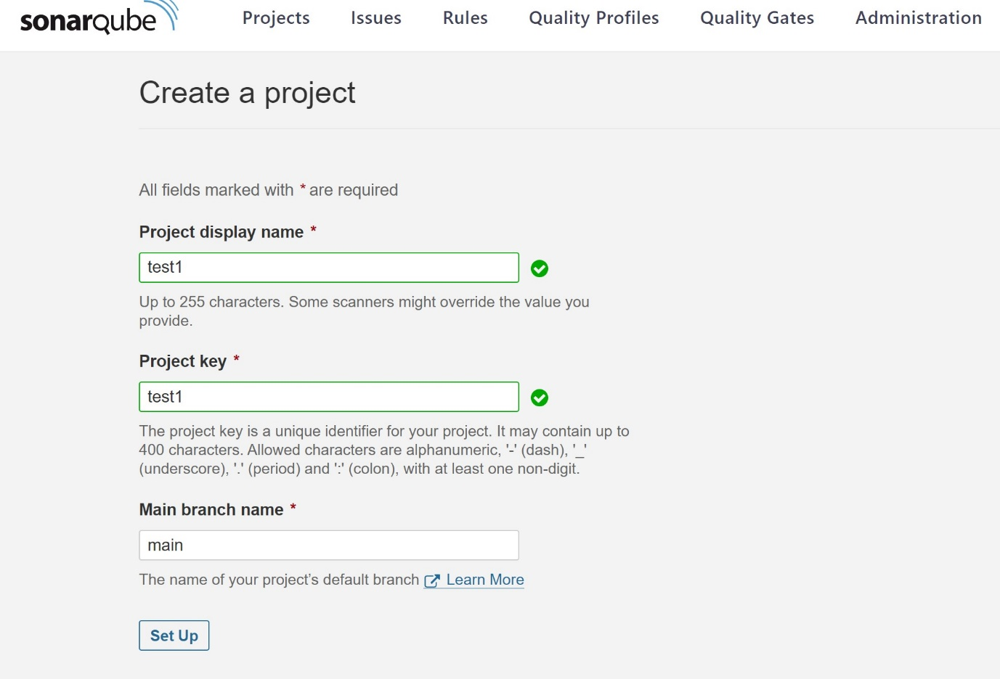 sonarqube
Projects Issues Rules Quality Profiles Quality Gates Administration
Create a project
All fields marked with * are required
Project display name *
test1
Up to 255 characters. Some scanners might override the value you
provide.
Project key *
test1
The project key is a unique identifier for your project. It may contain up to
400 characters. Allowed characters are alphanumeric, '-' (dash), '_'
(underscore), '.' (period) and ':' (colon), with at least one non-digit.
Main branch name *
main
The name of your project’s default branch Learn More
Set Up